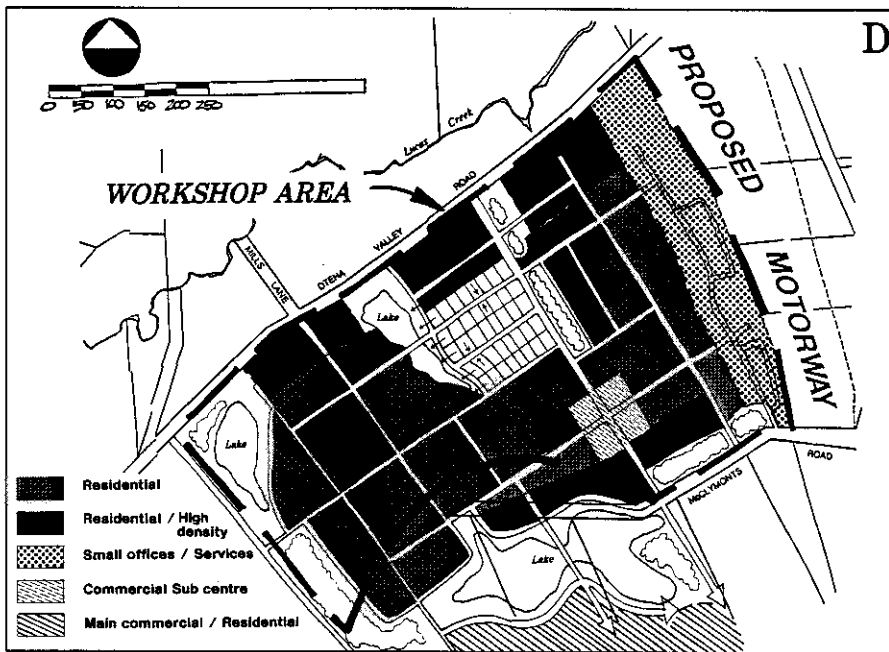 D
0 50 100 150 200 250
PROPOSED
MOTORWAY
Lucas Creek
WORKSHOP AREA
MILLS LANE
OTEHA VALLEY ROAD
Lake
Lake
Lake
McCLYMONTS ROAD
Residential
Residential / High
density
Small offices / Services
Commercial Sub centre
Main commercial / Residential